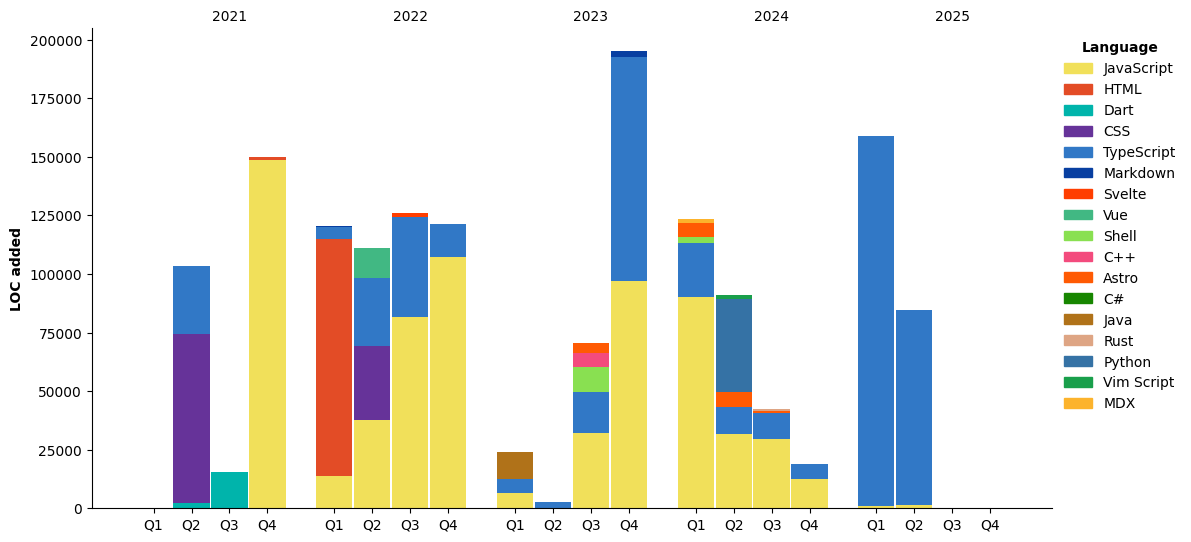 2021 2022 2023 2024 2025
LOC added
200000
175000
150000
125000
100000
75000
50000
25000
0
Q1 Q2 Q3 Q4 Q1 Q2 Q3 Q4 Q1 Q2 Q3 Q4 Q1 Q2 Q3 Q4 Q1 Q2 Q3 Q4
Language
JavaScript
HTML
Dart
CSS
TypeScript
Markdown
Svelte
Vue
Shell
C++
Astro
C#
Java
Rust
Python
Vim Script
MDX